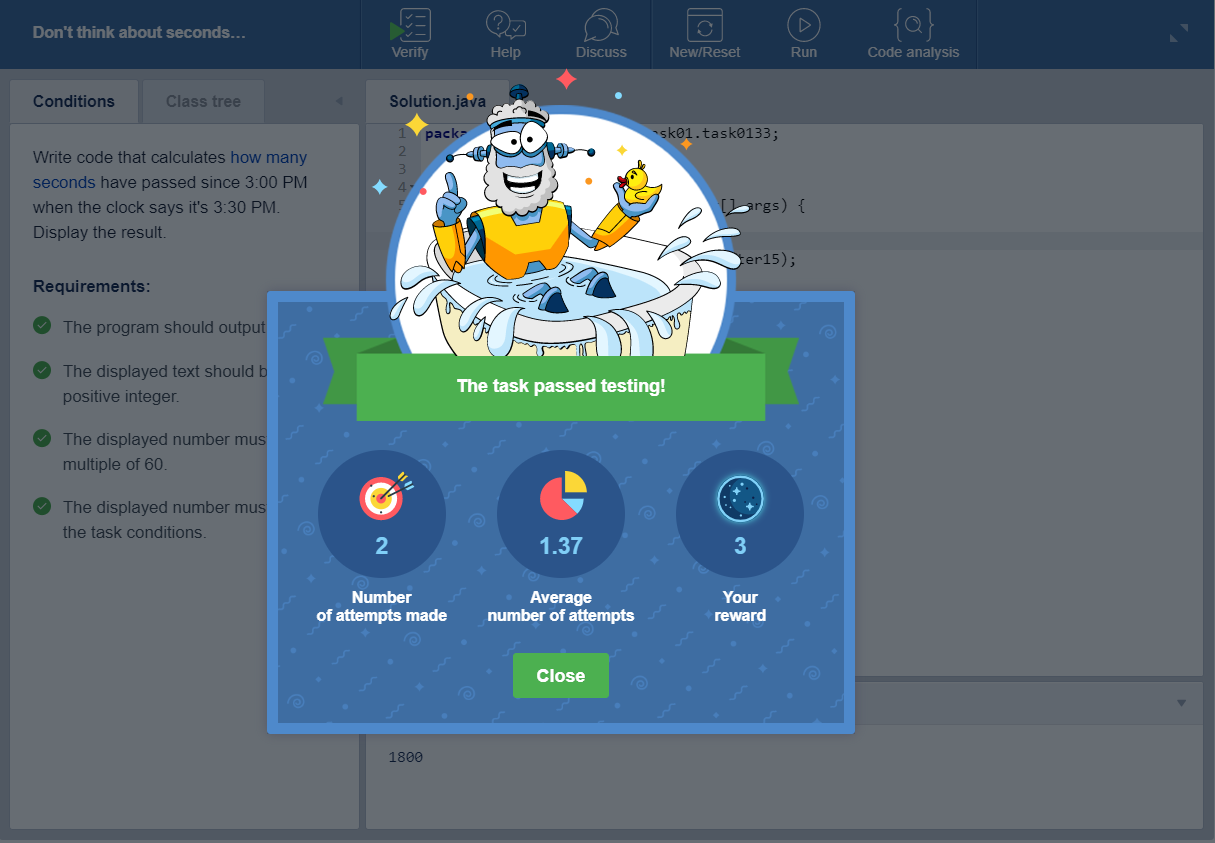 Don't think about seconds…
Verify
Help
Discuss
New/Reset
Run
Code analysis
Conditions
Class tree
Write code that calculates how many
seconds have passed since 3:00 PM
when the clock says it's 3:30 PM.
Display the result.
Requirements:
The program should output
The displayed text should b
positive integer.
The displayed number mus
multiple of 60.
The displayed number mus
the task conditions.
Solution.java
1 packa ask01.task0133;
2
3
4
5 [] args) {
ter15);
The task passed testing!
2
Number
of attempts made
1.37
Average
number of attempts
3
Your
reward
Close
1800